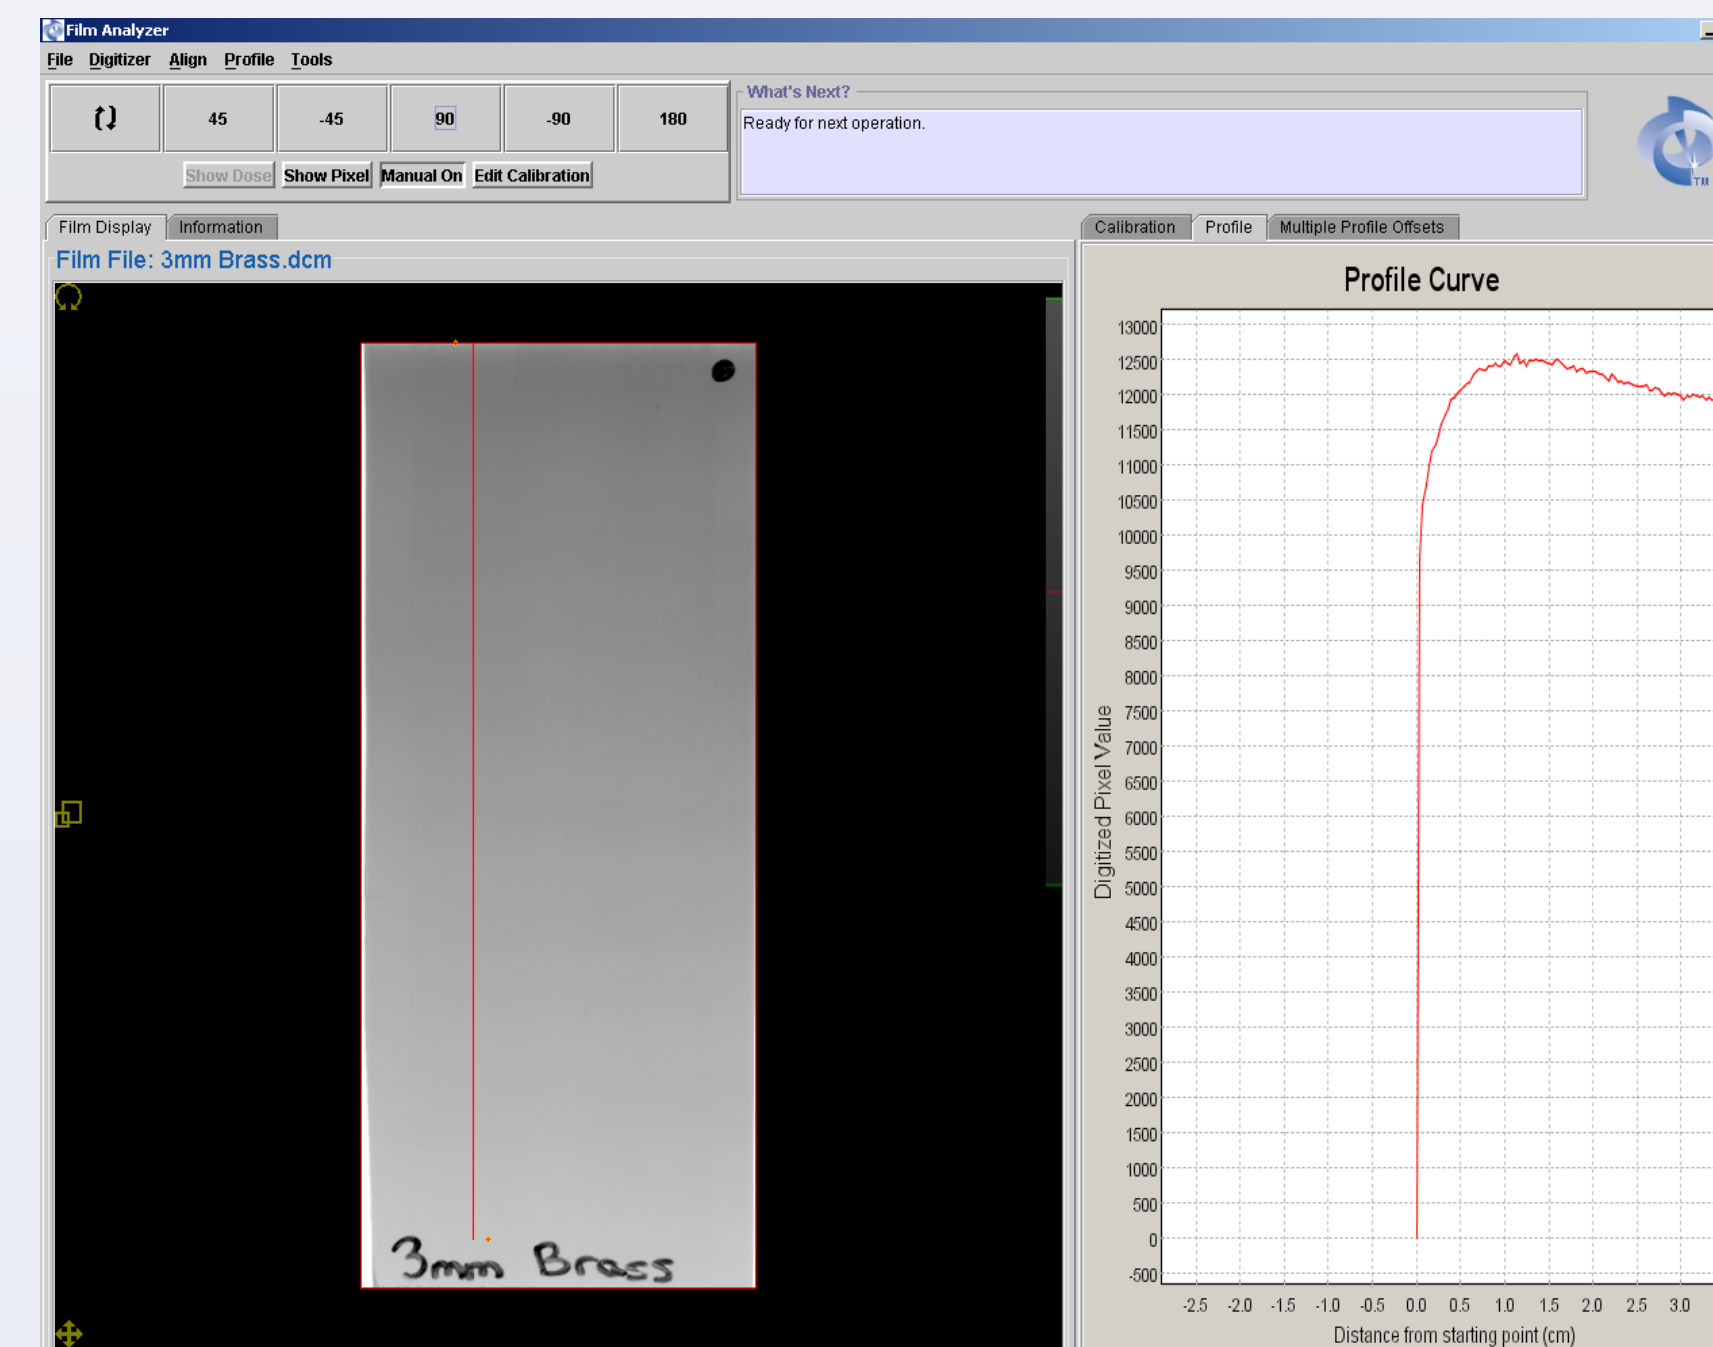 Film Analyzer
File Digitizer Align Profile Tools
45 -45 90 -90 180
Show Dose Show Pixel Manual On Edit Calibration
What's Next?
Ready for next operation.
TM
Film Display Information
Film File: 3mm Brass.dcm
3mm Brass
Calibration Profile Multiple Profile Offsets
Profile Curve
13000
12500
12000
11500
11000
10500
10000
9500
9000
8500
8000
7500
7000
6500
6000
5500
5000
4500
4000
3500
3000
2500
2000
1500
1000
500
0
-500
Digitized Pixel Value
-2.5 -2.0 -1.5 -1.0 -0.5 0.0 0.5 1.0 1.5 2.0 2.5 3.0
Distance from starting point (cm)